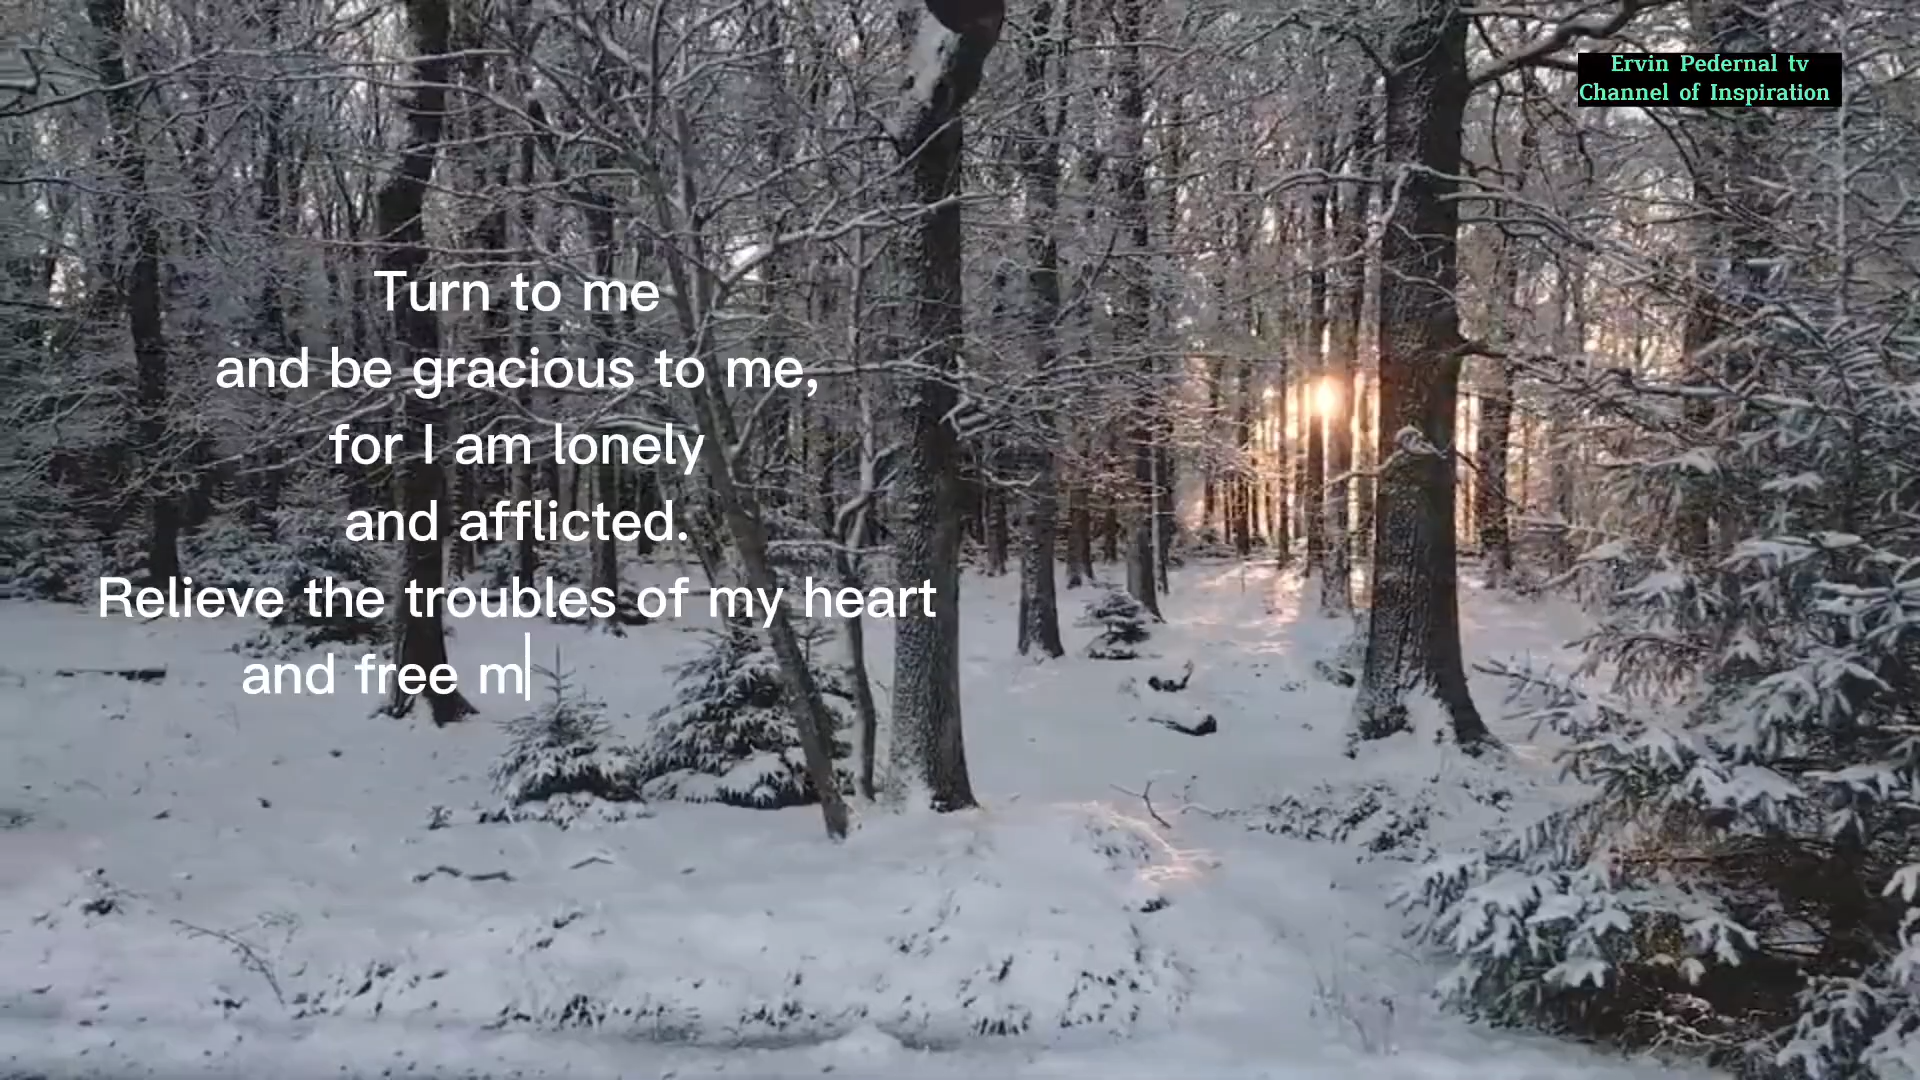 Ervin Pedernal tv
Channel of Inspiration
Turn to me
and be gracious to me,
for I am lonely
and afflicted.
Relieve the troubles of my heart
and free m